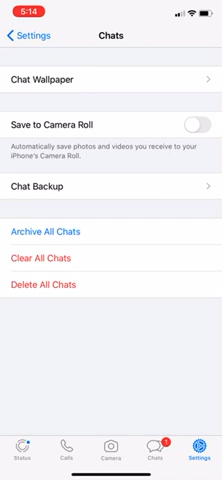 5:14
Settings
Chats
Chat Wallpaper
Save to Camera Roll
Automatically save photos and videos you receive to your
iPhone's Camera Roll.
Chat Backup
Archive All Chats
Clear All Chats
Delete All Chats
1
Status Calls Camera Chats Settings